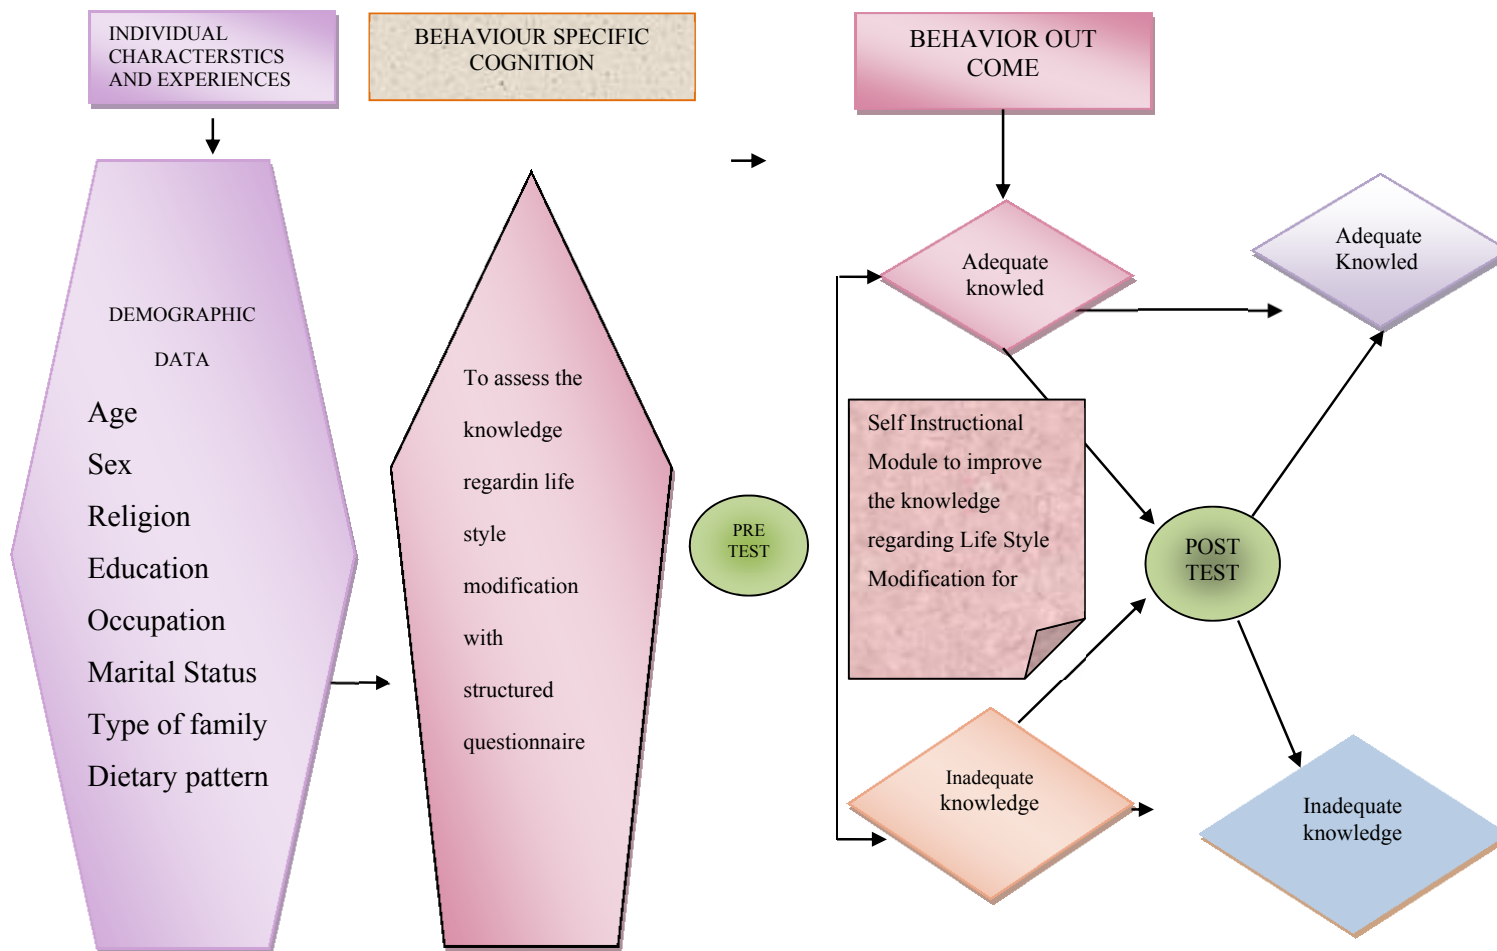 INDIVIDUAL
CHARACTERSTICS
AND EXPERIENCES
BEHAVIOUR SPECIFIC
COGNITION
BEHAVIOR OUT
COME
DEMOGRAPHIC
DATA
Age
Sex
Religion
Education
Occupation
Marital Status
Type of family
Dietary pattern
To assess the
knowledge
regardin life
style
modification
with
structured
questionnaire
PRE
TEST
Adequate
knowled
Self Instructional
Module to improve
the knowledge
regarding Life Style
Modification for
Inadequate
knowledge
POST
TEST
Adequate
Knowled
Inadequate
knowledge